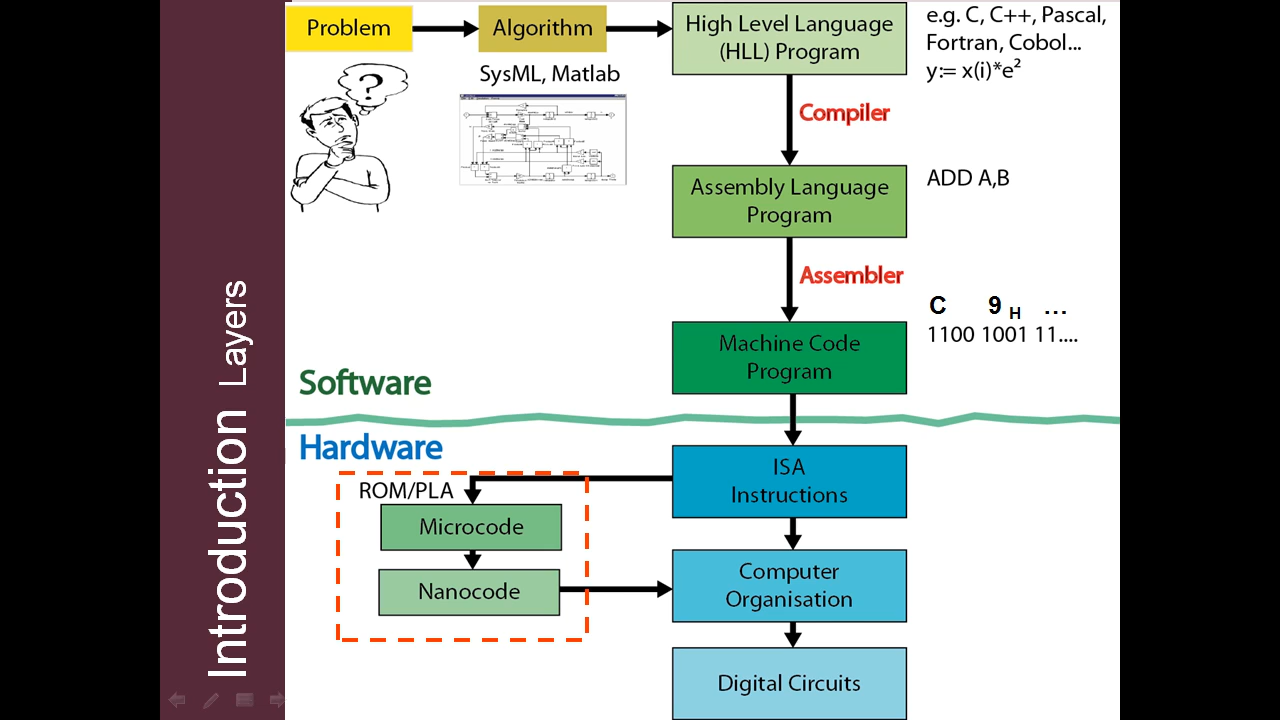 Introduction Layers
Problem
Algorithm
High Level Language
(HLL) Program
e.g. C, C++, Pascal,
Fortran, Cobol...
y:= x(i)*e²
?
SysML, Matlab
Compiler
Assembly Language
Program
ADD A,B
Assembler
C 9 H ...
1100 1001 11....
Machine Code
Program
Software
Hardware
ISA
Instructions
ROM/PLA
Microcode
Nanocode
Computer
Organisation
Digital Circuits